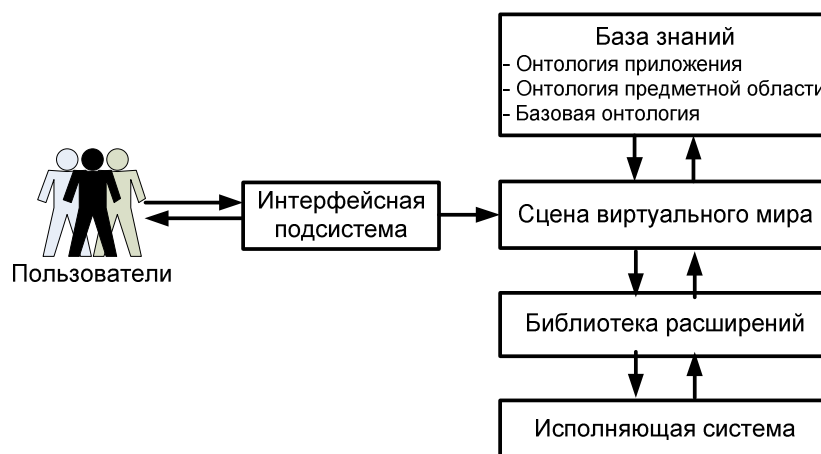 База знаний
- Онтология приложения
- Онтология предметной области
- Базовая онтология
Интерфейсная
подсистема
Сцена виртуального мира
Пользователи
Библиотека расширений
Исполняющая система